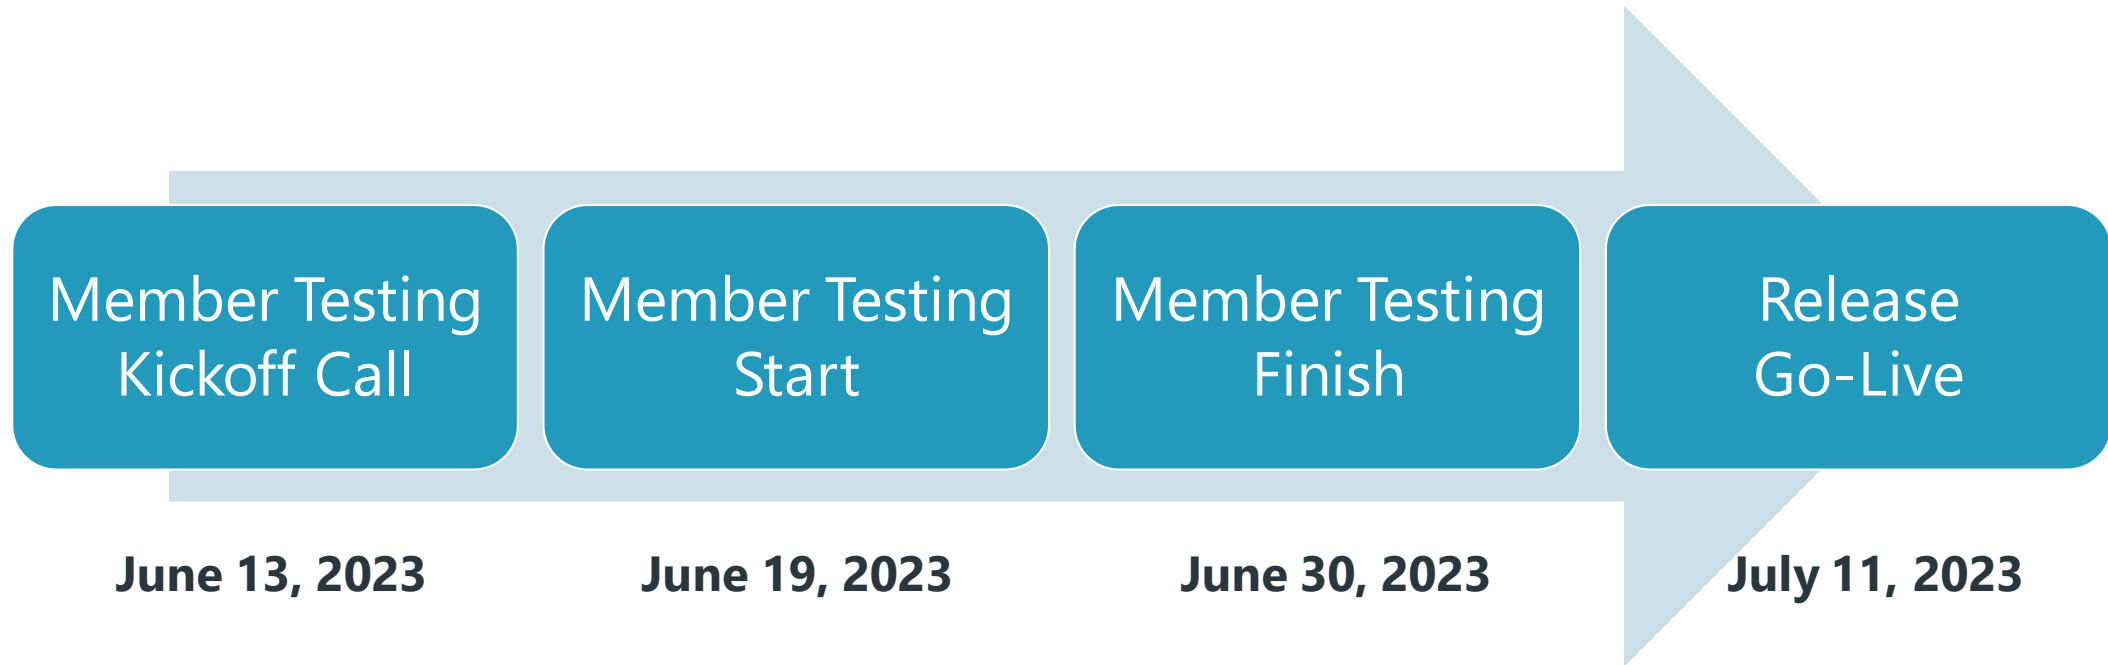 Member Testing
Kickoff Call
Member Testing
Start
Member Testing
Finish
Release
Go-Live
June 13, 2023
June 19, 2023
June 30, 2023
July 11, 2023